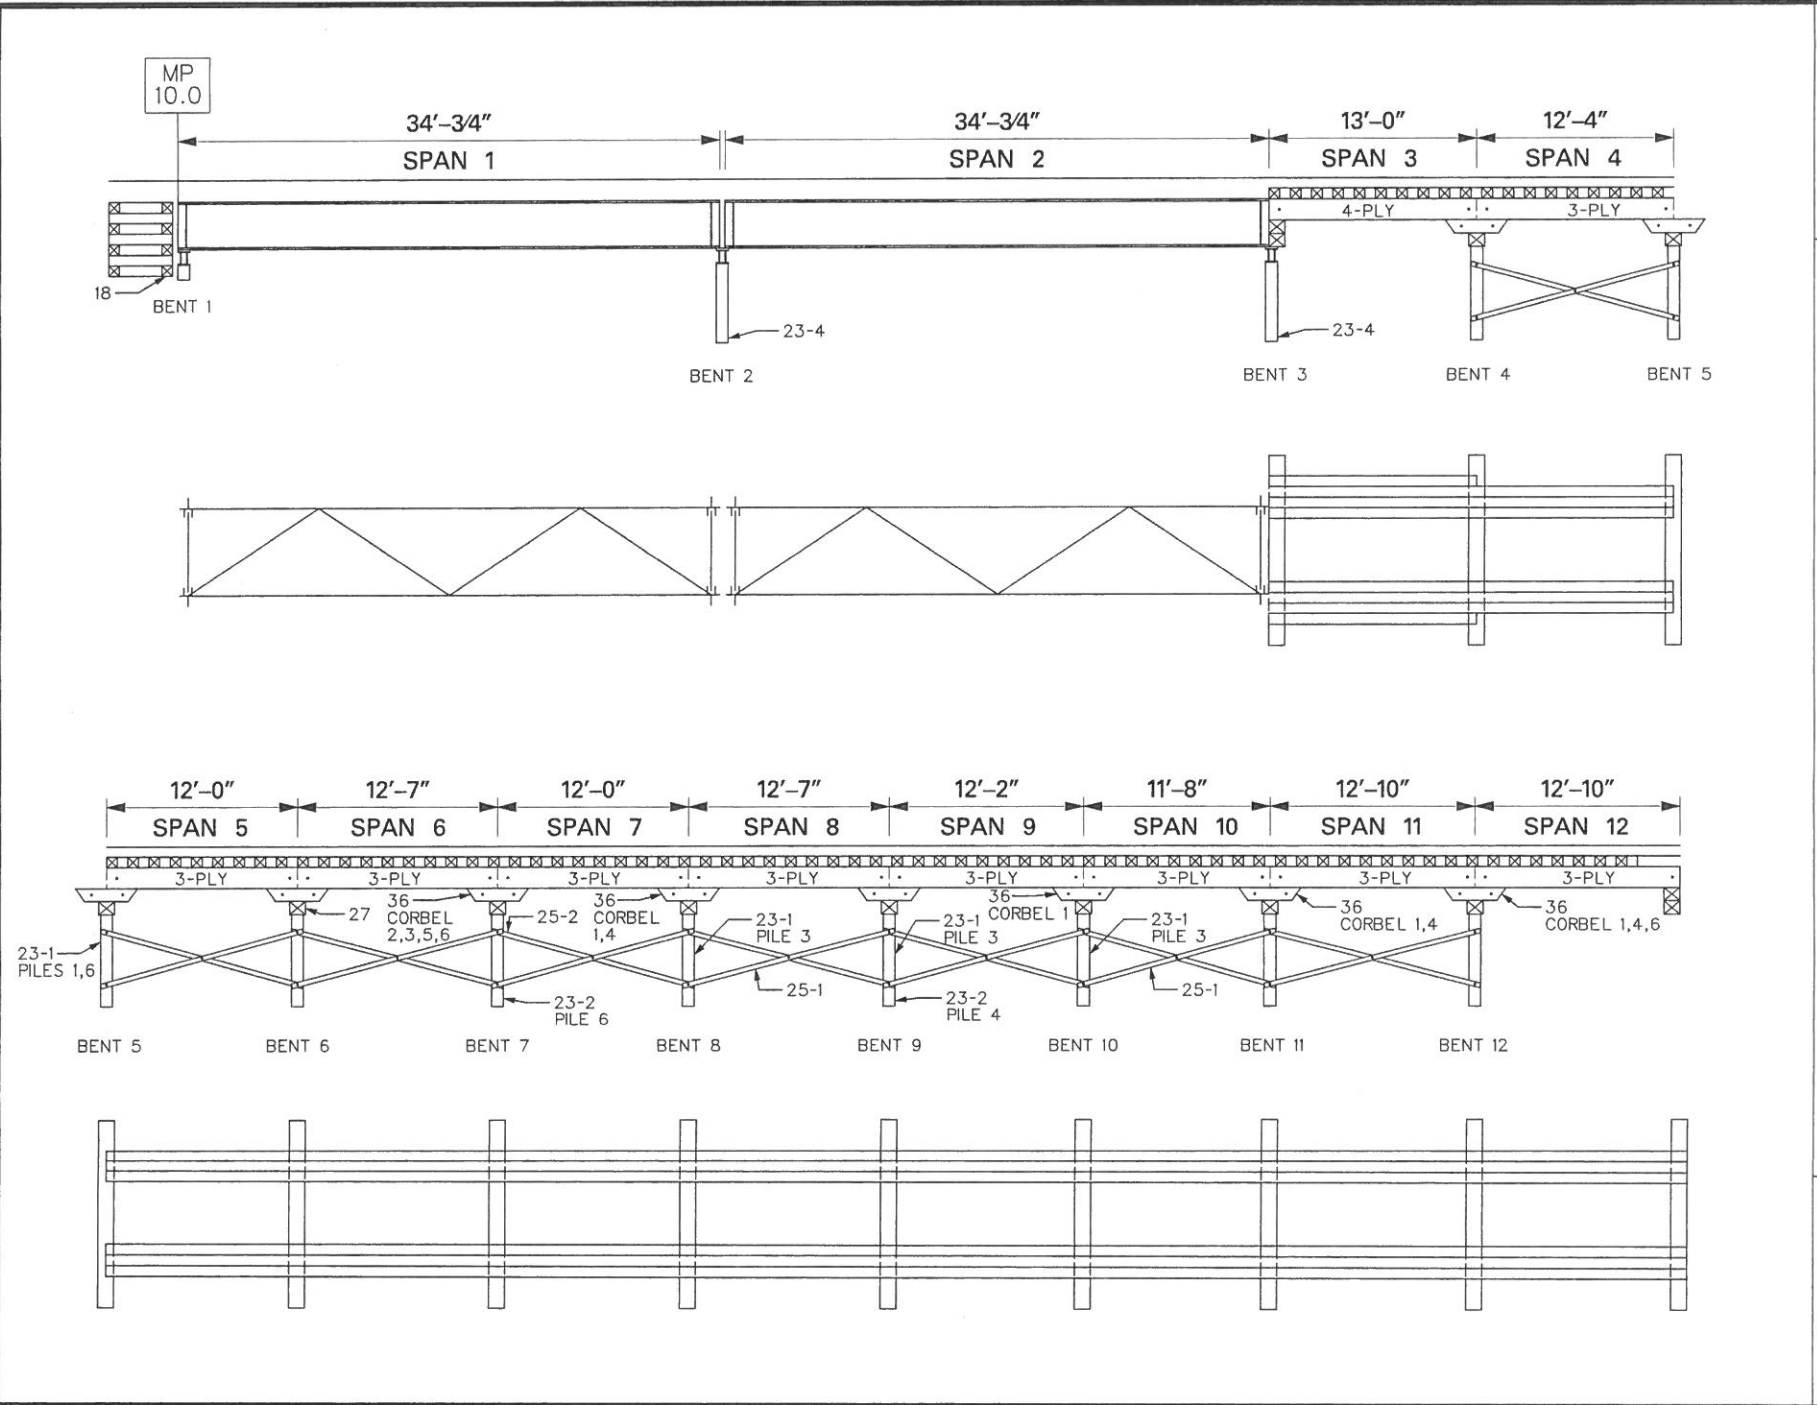 MP
10.0
34'-3/4" 34'-3/4" 13'-0" 12'-4"
SPAN 1 SPAN 2 SPAN 3 SPAN 4
4-PLY 3-PLY
18
BENT 1
23-4 23-4
BENT 2 BENT 3 BENT 4 BENT 5
12'-0" 12'-7" 12'-0" 12'-7" 12'-2" 11'-8" 12'-10" 12'-10"
SPAN 5 SPAN 6 SPAN 7 SPAN 8 SPAN 9 SPAN 10 SPAN 11 SPAN 12
3-PLY 3-PLY 3-PLY 3-PLY 3-PLY 3-PLY 3-PLY 3-PLY
27
36
CORBEL
2,3,5,6
25-2
36
CORBEL
1,4
36
CORBEL 1
36
CORBEL 1,4
36
CORBEL 1,4,6
23-1
PILES 1,6
23-1
PILE 3
23-1
PILE 3
23-1
PILE 3
25-1
25-1
23-2
PILE 6
23-2
PILE 4
BENT 5 BENT 6 BENT 7 BENT 8 BENT 9 BENT 10 BENT 11 BENT 12